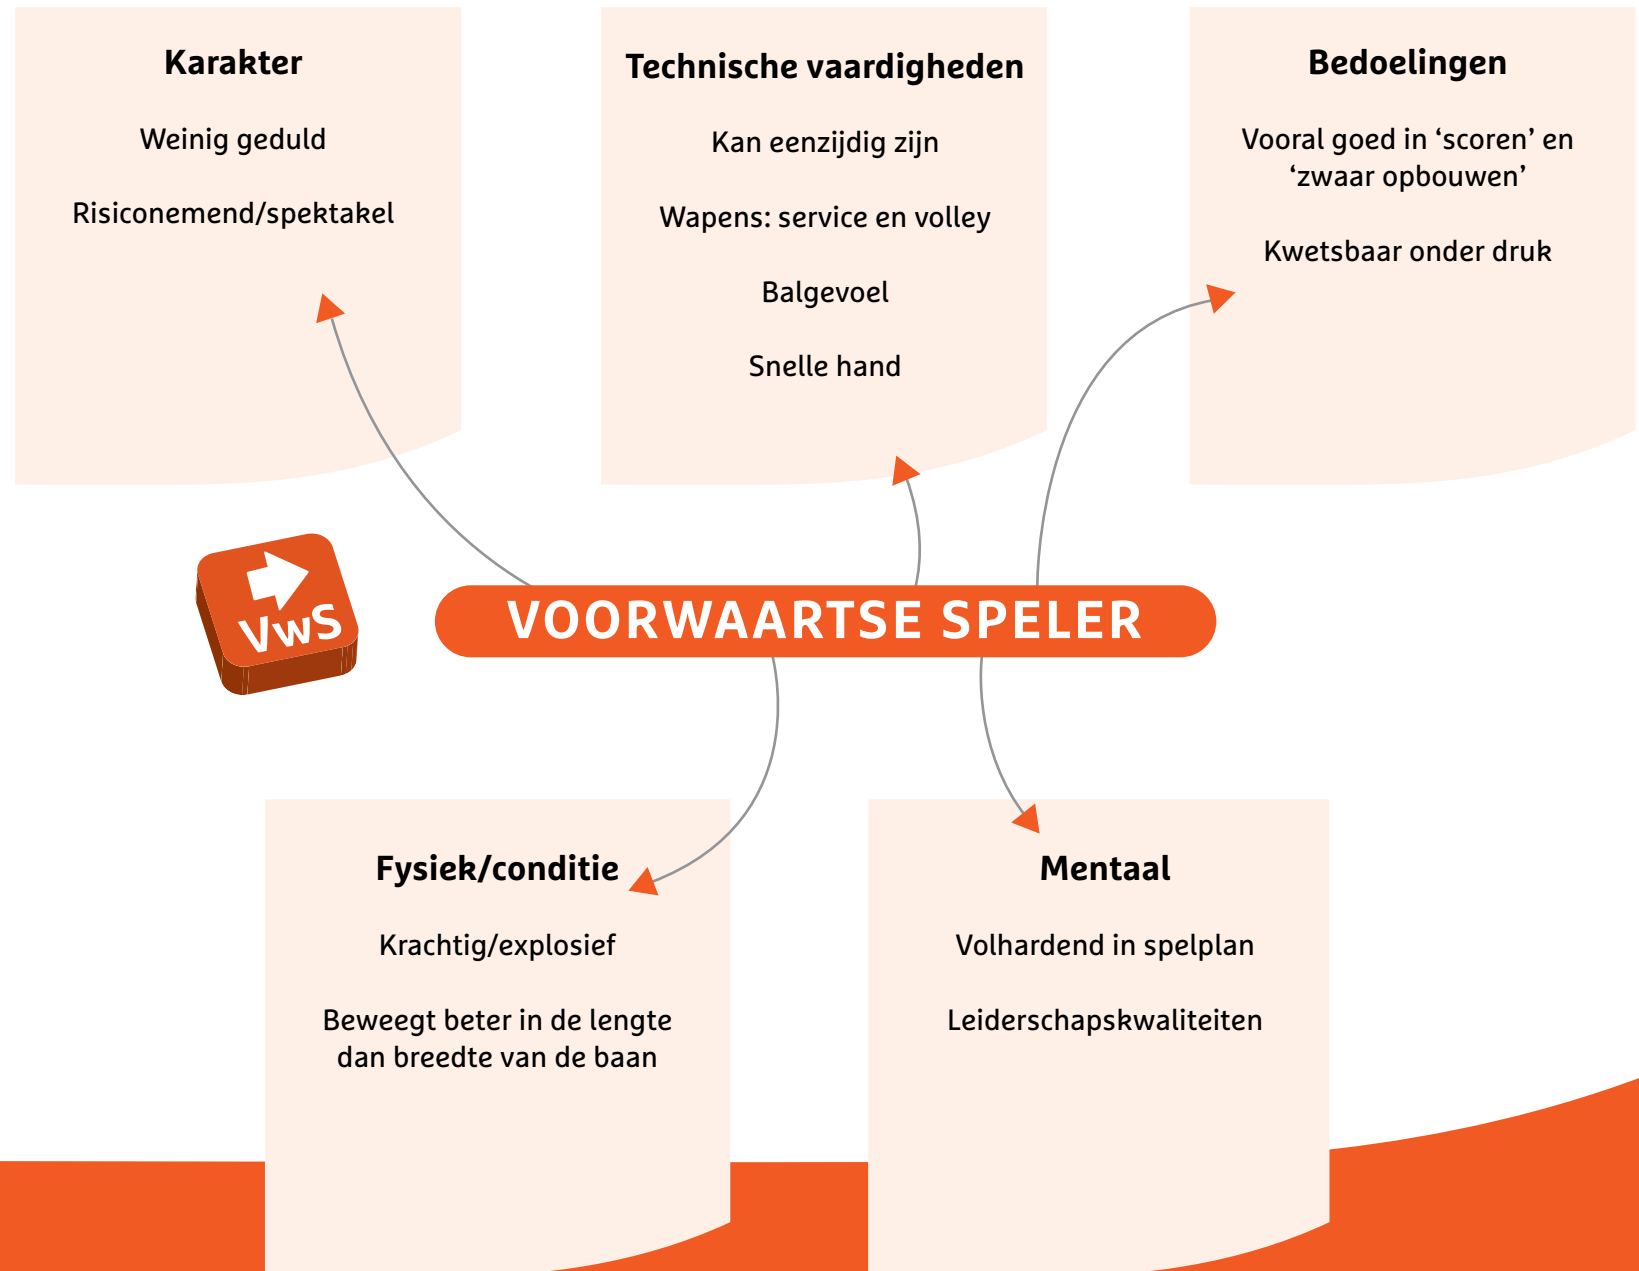 Karakter
Weinig geduld
Risiconemend/spektakel
Technische vaardigheden
Kan eenzijdig zijn
Wapens: service en volley
Balgevoel
Snelle hand
Bedoelingen
Vooral goed in ‘scoren’ en
‘zwaar opbouwen’
Kwetsbaar onder druk
VwS
VOORWAARTSE SPELER
Fysiek/conditie
Krachtig/explosief
Beweegt beter in de lengte
dan breedte van de baan
Mentaal
Volhardend in spelplan
Leiderschapskwaliteiten